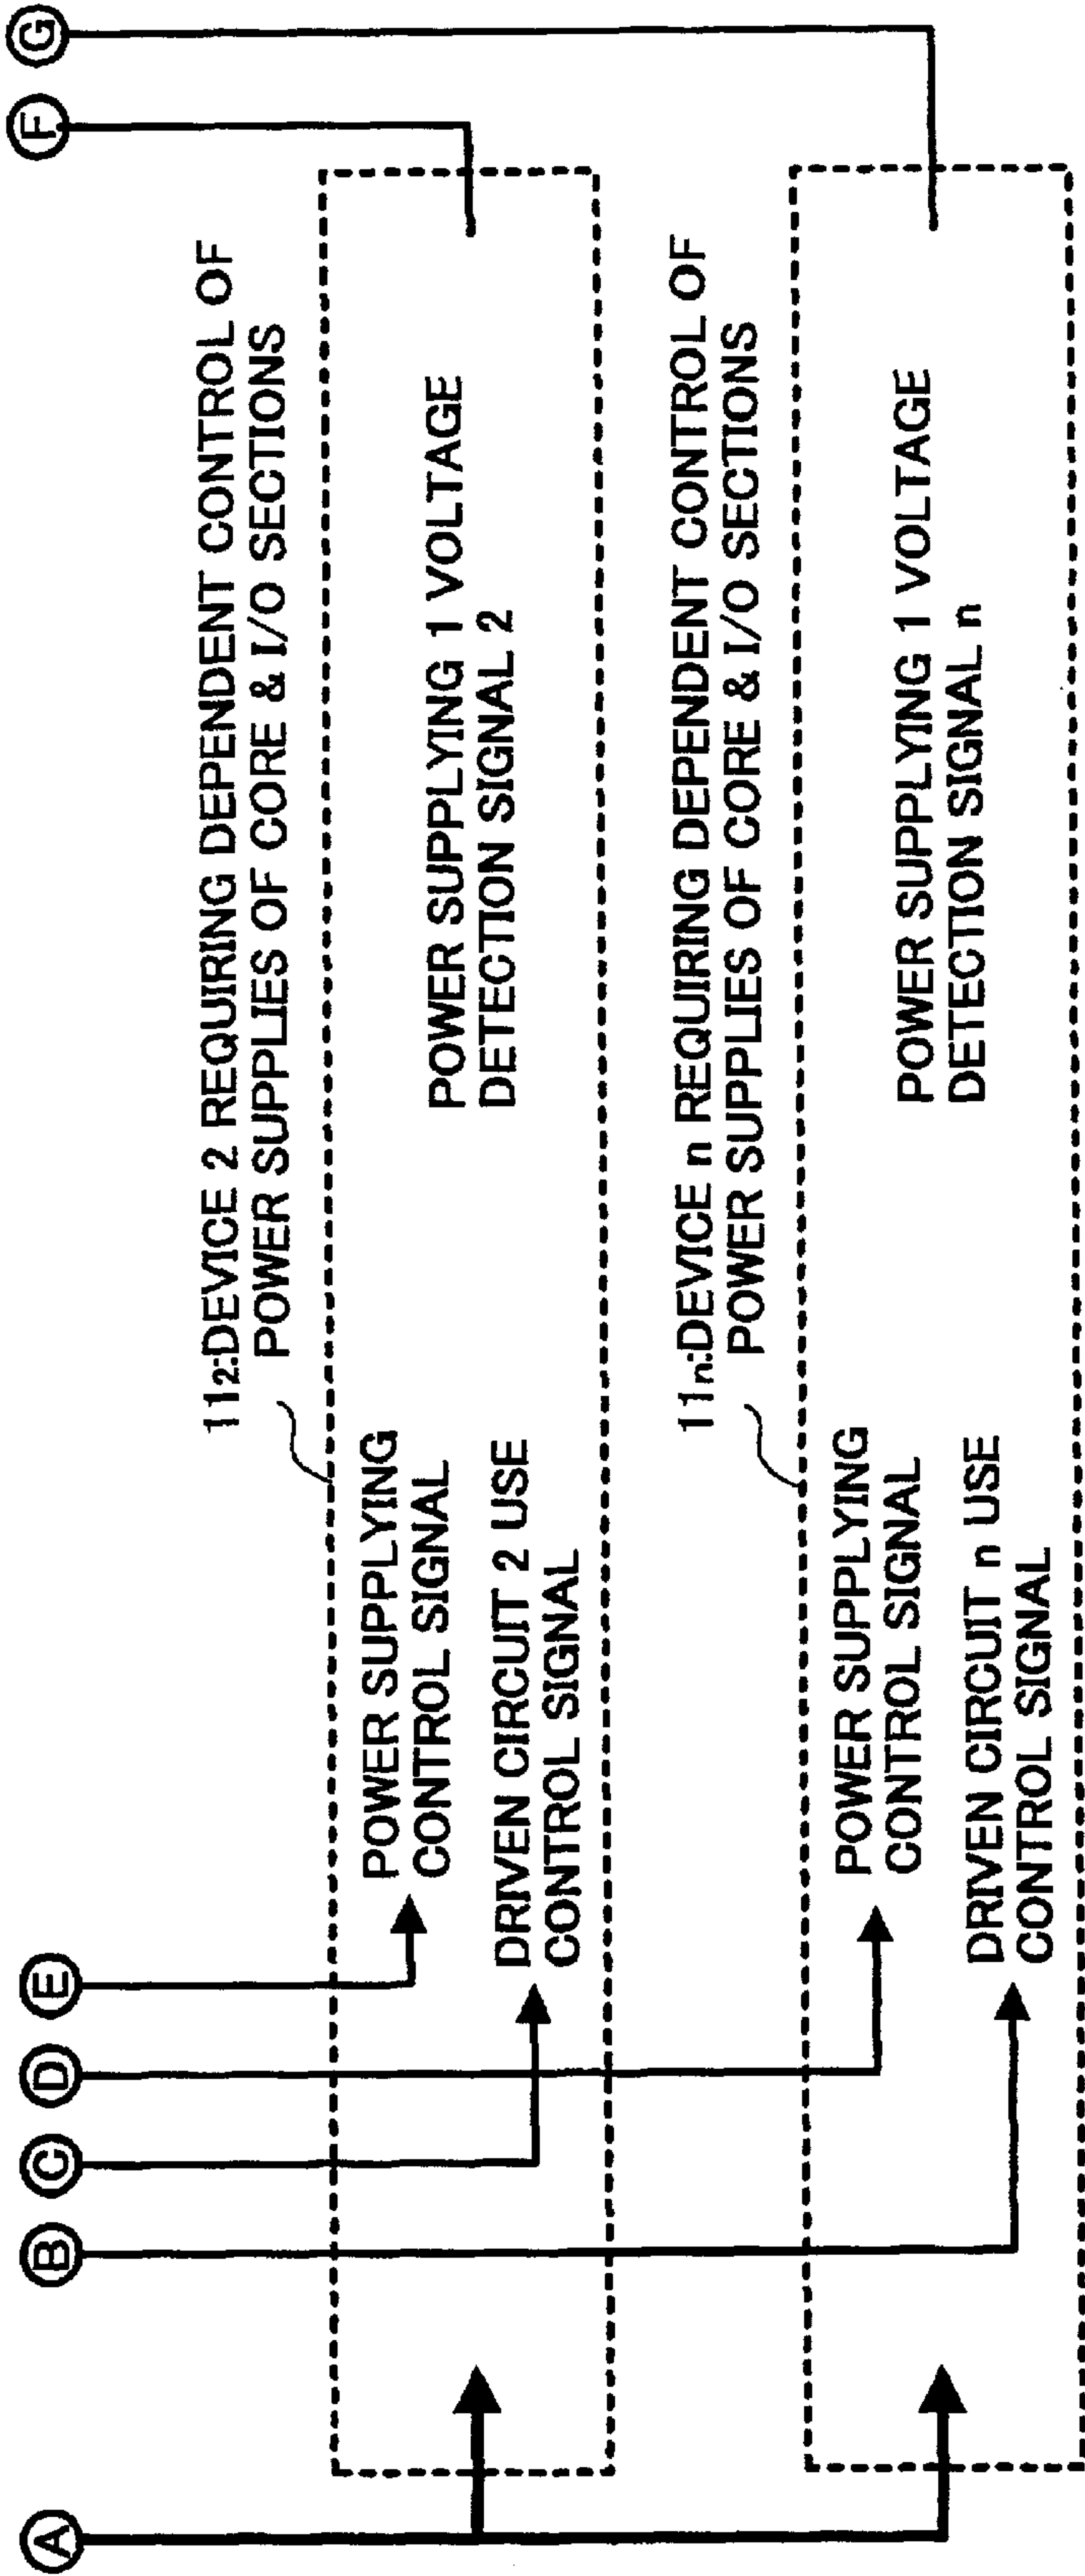 A
B
C
D
E
F
G
11₂:DEVICE 2 REQUIRING DEPENDENT CONTROL OF
POWER SUPPLIES OF CORE & I/O SECTIONS
POWER SUPPLYING
CONTROL SIGNAL
DRIVEN CIRCUIT 2 USE
CONTROL SIGNAL
POWER SUPPLYING 1 VOLTAGE
DETECTION SIGNAL 2
11ₙ:DEVICE n REQUIRING DEPENDENT CONTROL OF
POWER SUPPLIES OF CORE & I/O SECTIONS
POWER SUPPLYING
CONTROL SIGNAL
DRIVEN CIRCUIT n USE
CONTROL SIGNAL
POWER SUPPLYING 1 VOLTAGE
DETECTION SIGNAL n